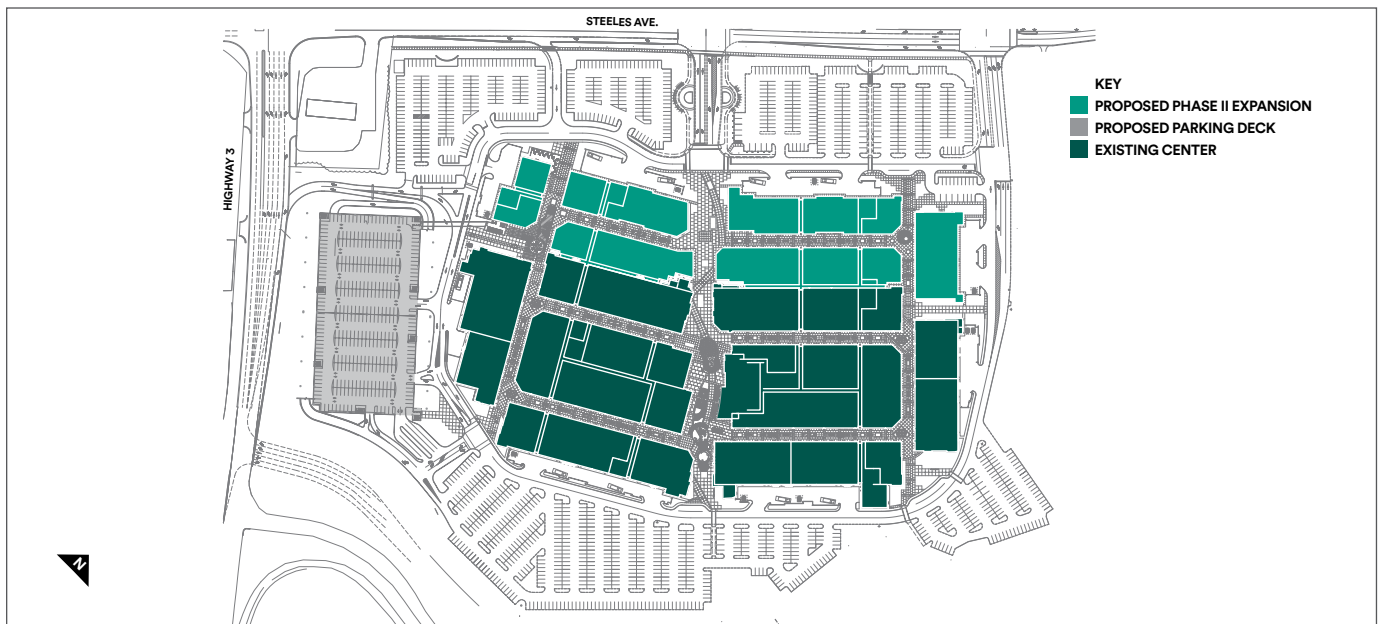 STEELES AVE.
HIGHWAY 3
KEY
PROPOSED PHASE II EXPANSION
PROPOSED PARKING DECK
EXISTING CENTER
N